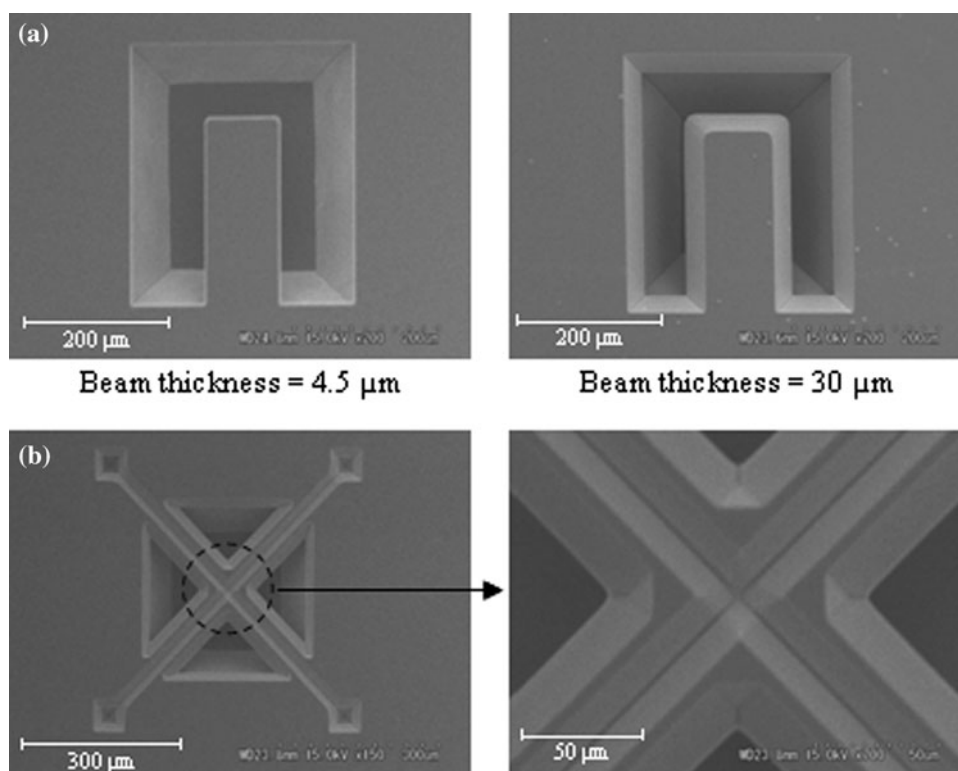 (a)
200 μm
200 μm
Beam thickness = 4.5 μm
Beam thickness = 30 μm
(b)
300 μm
50 μm